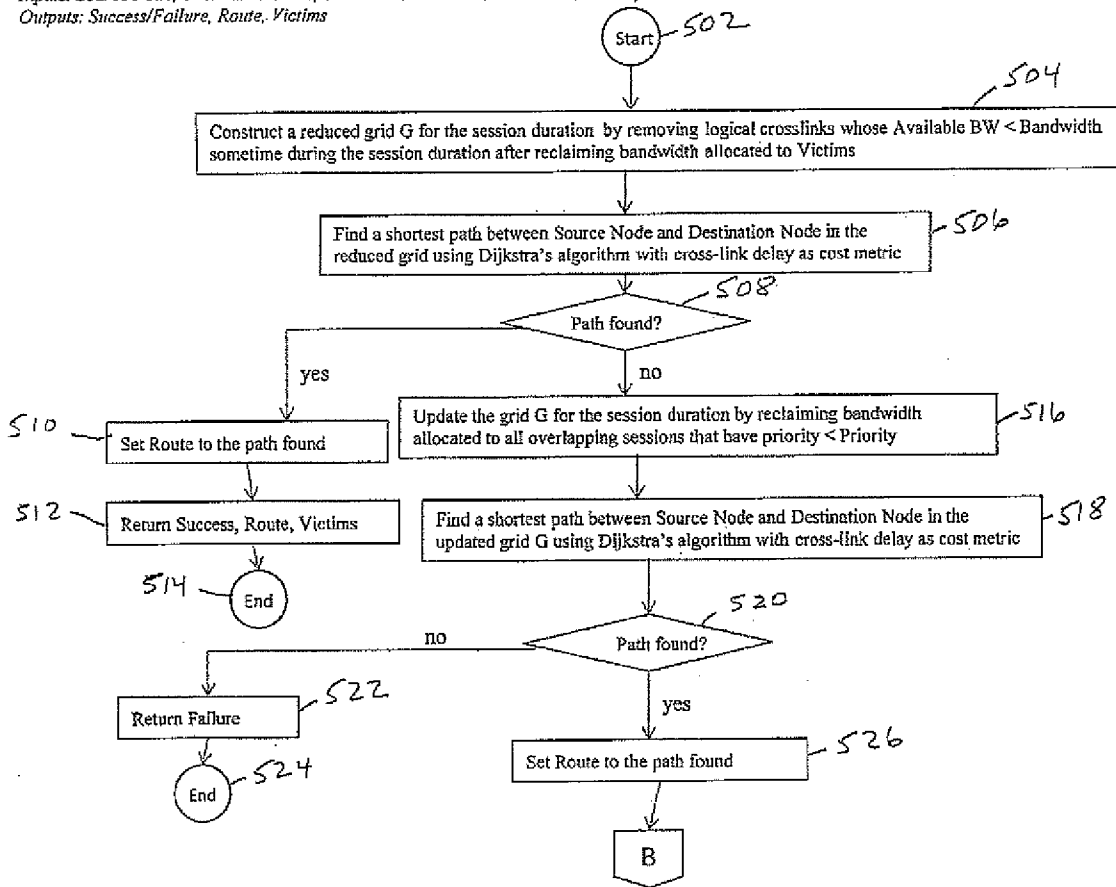 Outputs: Success/Failure, Route, Victims
Start
502
504
Construct a reduced grid G for the session duration by removing logical crosslinks whose Available BW < Bandwidth
sometime during the session duration after reclaiming bandwidth allocated to Victims
Find a shortest path between Source Node and Destination Node in the
reduced grid using Dijkstra's algorithm with cross-link delay as cost metric
506
508
Path found?
yes
no
510
Set Route to the path found
Update the grid G for the session duration by reclaiming bandwidth
allocated to all overlapping sessions that have priority < Priority
516
512
Return Success, Route, Victims
Find a shortest path between Source Node and Destination Node in the
updated grid G using Dijkstra's algorithm with cross-link delay as cost metric
518
514
End
520
Path found?
no
yes
Return Failure
522
Set Route to the path found
526
End
524
B